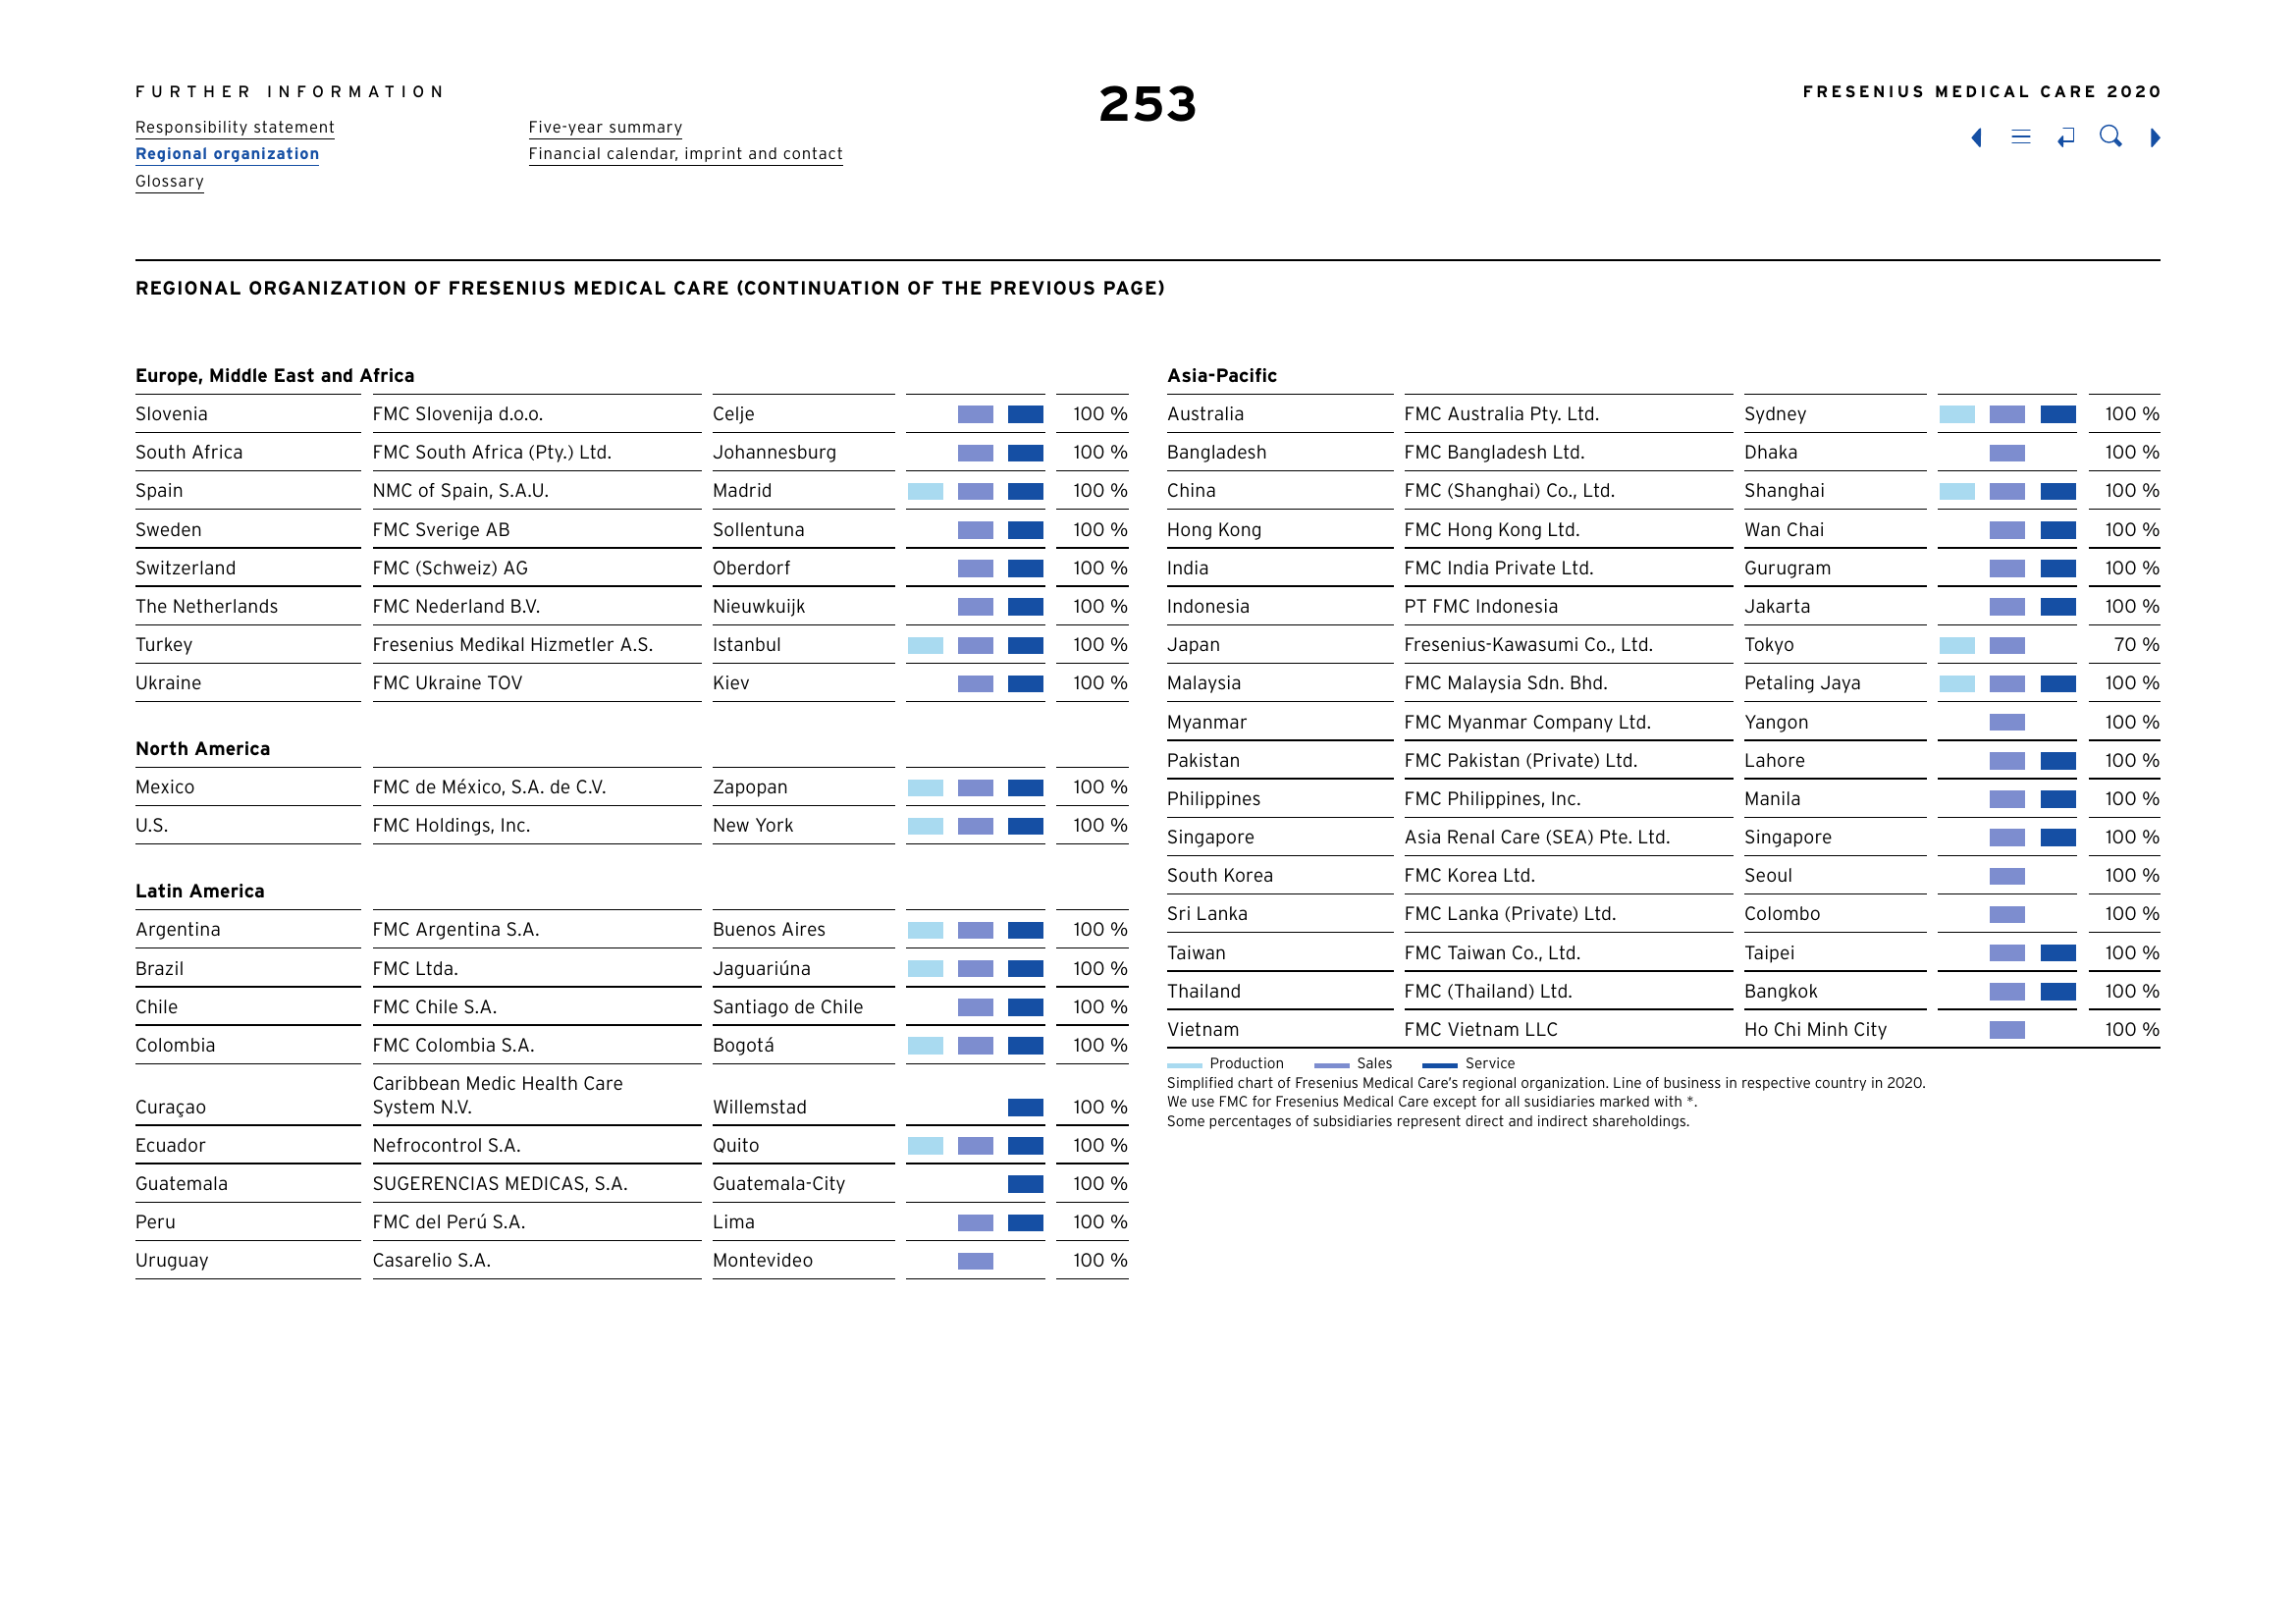 FURTHER INFORMATION
253
FRESENIUS MEDICAL CARE 2020
Responsibility statement
Regional organization
Glossary
Five-year summary
Financial calendar, imprint and contact
REGIONAL ORGANIZATION OF FRESENIUS MEDICAL CARE (CONTINUATION OF THE PREVIOUS PAGE)
Europe, Middle East and Africa
Slovenia FMC Slovenija d.o.o. Celje 100 %
South Africa FMC South Africa (Pty.) Ltd. Johannesburg 100 %
Spain NMC of Spain, S.A.U. Madrid 100 %
Sweden FMC Sverige AB Sollentuna 100 %
Switzerland FMC (Schweiz) AG Oberdorf 100 %
The Netherlands FMC Nederland B.V. Nieuwkuijk 100 %
Turkey Fresenius Medikal Hizmetler A.S. Istanbul 100 %
Ukraine FMC Ukraine TOV Kiev 100 %
North America
Mexico FMC de México, S.A. de C.V. Zapopan 100 %
U.S. FMC Holdings, Inc. New York 100 %
Latin America
Argentina FMC Argentina S.A. Buenos Aires 100 %
Brazil FMC Ltda. Jaguariúna 100 %
Chile FMC Chile S.A. Santiago de Chile 100 %
Colombia FMC Colombia S.A. Bogotá 100 %
Caribbean Medic Health Care
Curaçao System N.V. Willemstad 100 %
Ecuador Nefrocontrol S.A. Quito 100 %
Guatemala SUGERENCIAS MEDICAS, S.A. Guatemala-City 100 %
Peru FMC del Perú S.A. Lima 100 %
Uruguay Casarelio S.A. Montevideo 100 %
Asia-Pacific
Australia FMC Australia Pty. Ltd. Sydney 100 %
Bangladesh FMC Bangladesh Ltd. Dhaka 100 %
China FMC (Shanghai) Co., Ltd. Shanghai 100 %
Hong Kong FMC Hong Kong Ltd. Wan Chai 100 %
India FMC India Private Ltd. Gurugram 100 %
Indonesia PT FMC Indonesia Jakarta 100 %
Japan Fresenius-Kawasumi Co., Ltd. Tokyo 70 %
Malaysia FMC Malaysia Sdn. Bhd. Petaling Jaya 100 %
Myanmar FMC Myanmar Company Ltd. Yangon 100 %
Pakistan FMC Pakistan (Private) Ltd. Lahore 100 %
Philippines FMC Philippines, Inc. Manila 100 %
Singapore Asia Renal Care (SEA) Pte. Ltd. Singapore 100 %
South Korea FMC Korea Ltd. Seoul 100 %
Sri Lanka FMC Lanka (Private) Ltd. Colombo 100 %
Taiwan FMC Taiwan Co., Ltd. Taipei 100 %
Thailand FMC (Thailand) Ltd. Bangkok 100 %
Vietnam FMC Vietnam LLC Ho Chi Minh City 100 %
Production Sales Service
Simplified chart of Fresenius Medical Care’s regional organization. Line of business in respective country in 2020.
We use FMC for Fresenius Medical Care except for all susidiaries marked with *.
Some percentages of subsidiaries represent direct and indirect shareholdings.